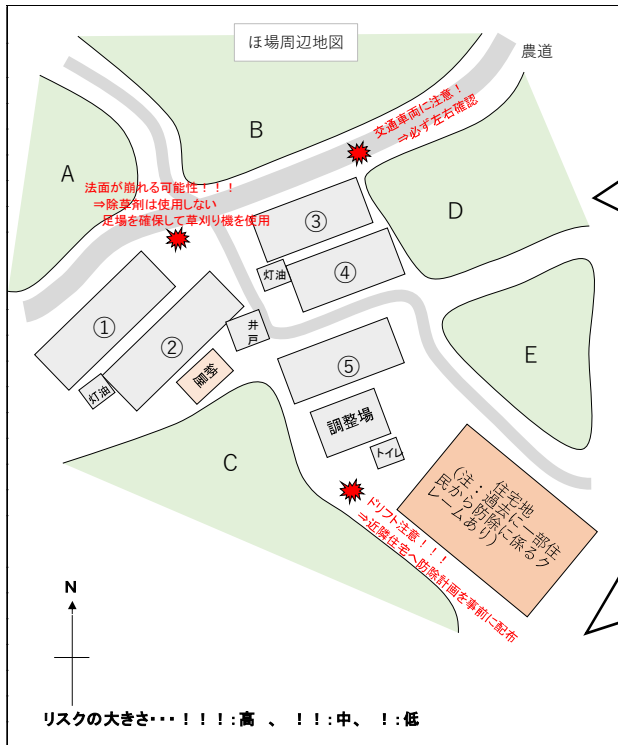 ほ場周辺地図
農道
交通車両に注意！
⇒必ず左右確認
B
A
法面が崩れる可能性！！！
⇒除草剤は使用しない
足場を確保して草刈り機を使用
③
D
灯油
④
①
②
井戸
E
⑤
灯油
納屋
調整場
トイレ
C
住宅地
（注：過去に一部住
民から防除に係るク
レームあり）
ドリフト注意！！！
⇒近隣住宅へ防除計画を事前に配布
N
リスクの大きさ…！！！：高 、 ！！：中、 ！：低